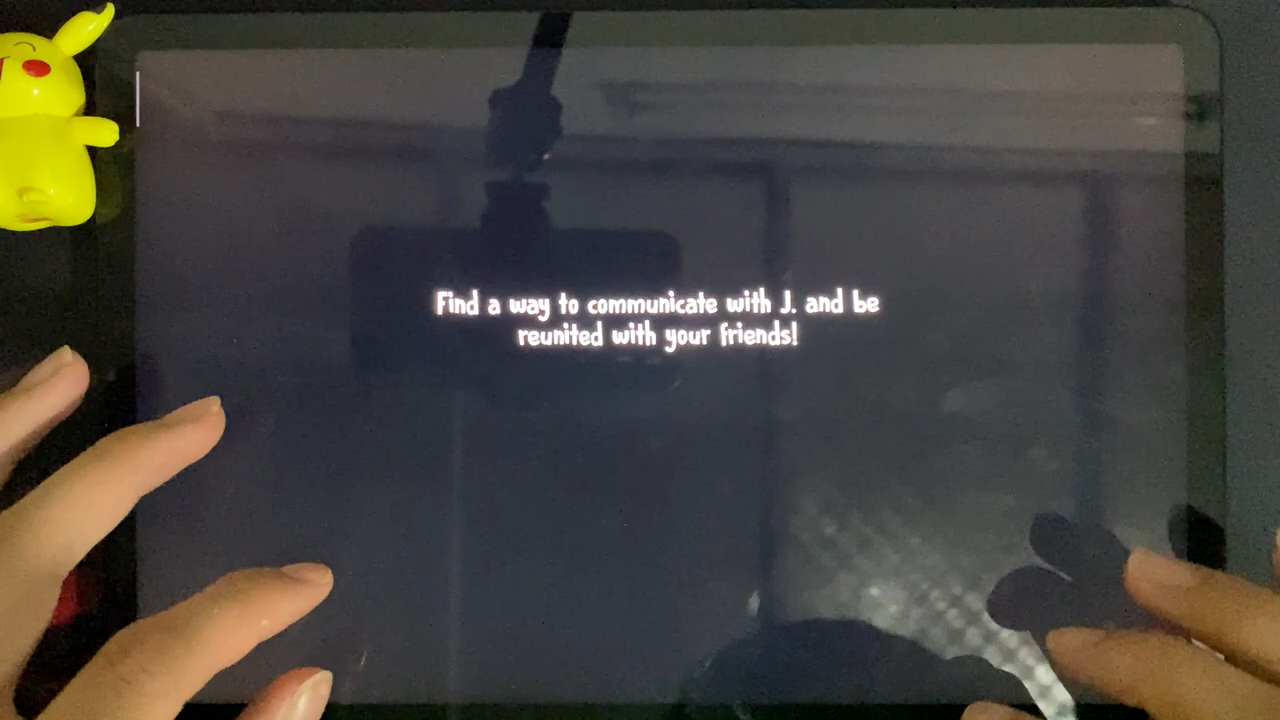 Find a way to communicate with J. and be
reunited with your friends!